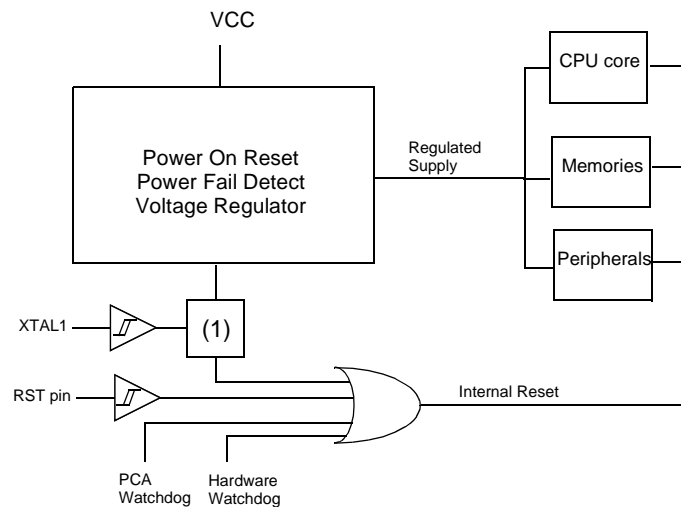 VCC
CPU core
Power On Reset
Power Fail Detect
Voltage Regulator
Regulated
Supply
Memories
Peripherals
XTAL1
(1)
RST pin
Internal Reset
PCA
Watchdog
Hardware
Watchdog